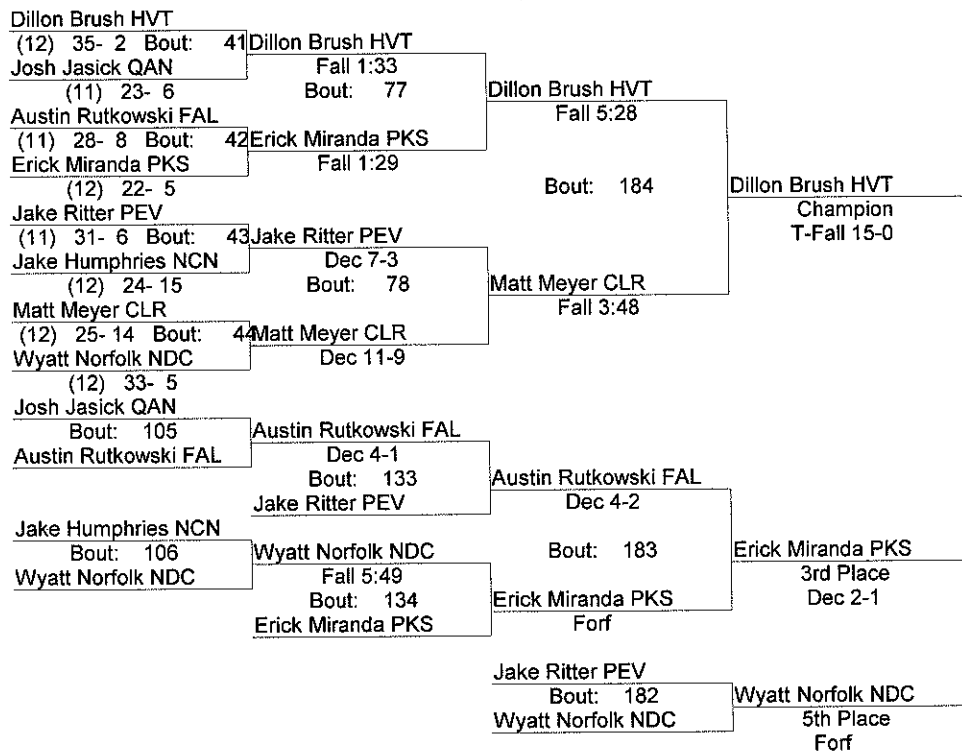 Dillon Brush HVT
(12) 35- 2 Bout: 41
Josh Jasick QAN
(11) 23- 6
Austin Rutkowski FAL
(11) 28- 8 Bout: 42
Erick Miranda PKS
(12) 22- 5
Jake Ritter PEV
(11) 31- 6 Bout: 43
Jake Humphries NCN
(12) 24- 15
Matt Meyer CLR
(12) 25- 14 Bout: 44
Wyatt Norfolk NDC
(12) 33- 5
Dillon Brush HVT
Fall 1:33
Bout: 77
Erick Miranda PKS
Fall 1:29
Jake Ritter PEV
Dec 7-3
Bout: 78
Matt Meyer CLR
Dec 11-9
Dillon Brush HVT
Fall 5:28
Bout: 184
Matt Meyer CLR
Fall 3:48
Dillon Brush HVT
Champion
T-Fall 15-0
Josh Jasick QAN
Bout: 105
Austin Rutkowski FAL
Jake Humphries NCN
Bout: 106
Wyatt Norfolk NDC
Austin Rutkowski FAL
Dec 4-1
Bout: 133
Jake Ritter PEV
Wyatt Norfolk NDC
Fall 5:49
Bout: 134
Erick Miranda PKS
Austin Rutkowski FAL
Dec 4-2
Bout: 183
Erick Miranda PKS
Forf
Erick Miranda PKS
3rd Place
Dec 2-1
Jake Ritter PEV
Bout: 182
Wyatt Norfolk NDC
Wyatt Norfolk NDC
5th Place
Forf